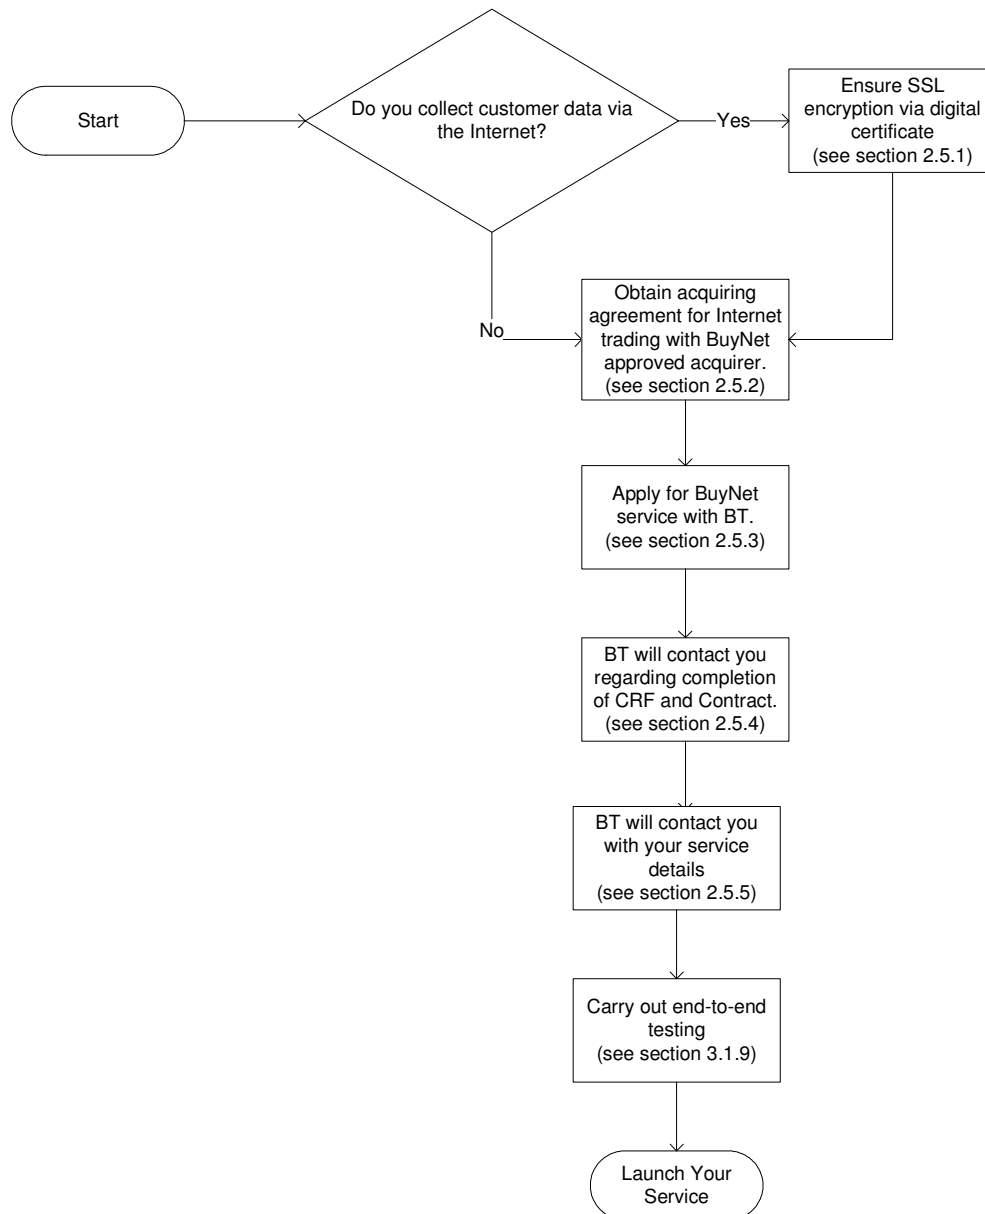 Start
Do you collect customer data via
the Internet?
Yes
Ensure SSL
encryption via digital
certificate
(see section 2.5.1)
No
Obtain acquiring
agreement for Internet
trading with BuyNet
approved acquirer.
(see section 2.5.2)
Apply for BuyNet
service with BT.
(see section 2.5.3)
BT will contact you
regarding completion
of CRF and Contract.
(see section 2.5.4)
BT will contact you
with your service
details
(see section 2.5.5)
Carry out end-to-end
testing
(see section 3.1.9)
Launch Your
Service